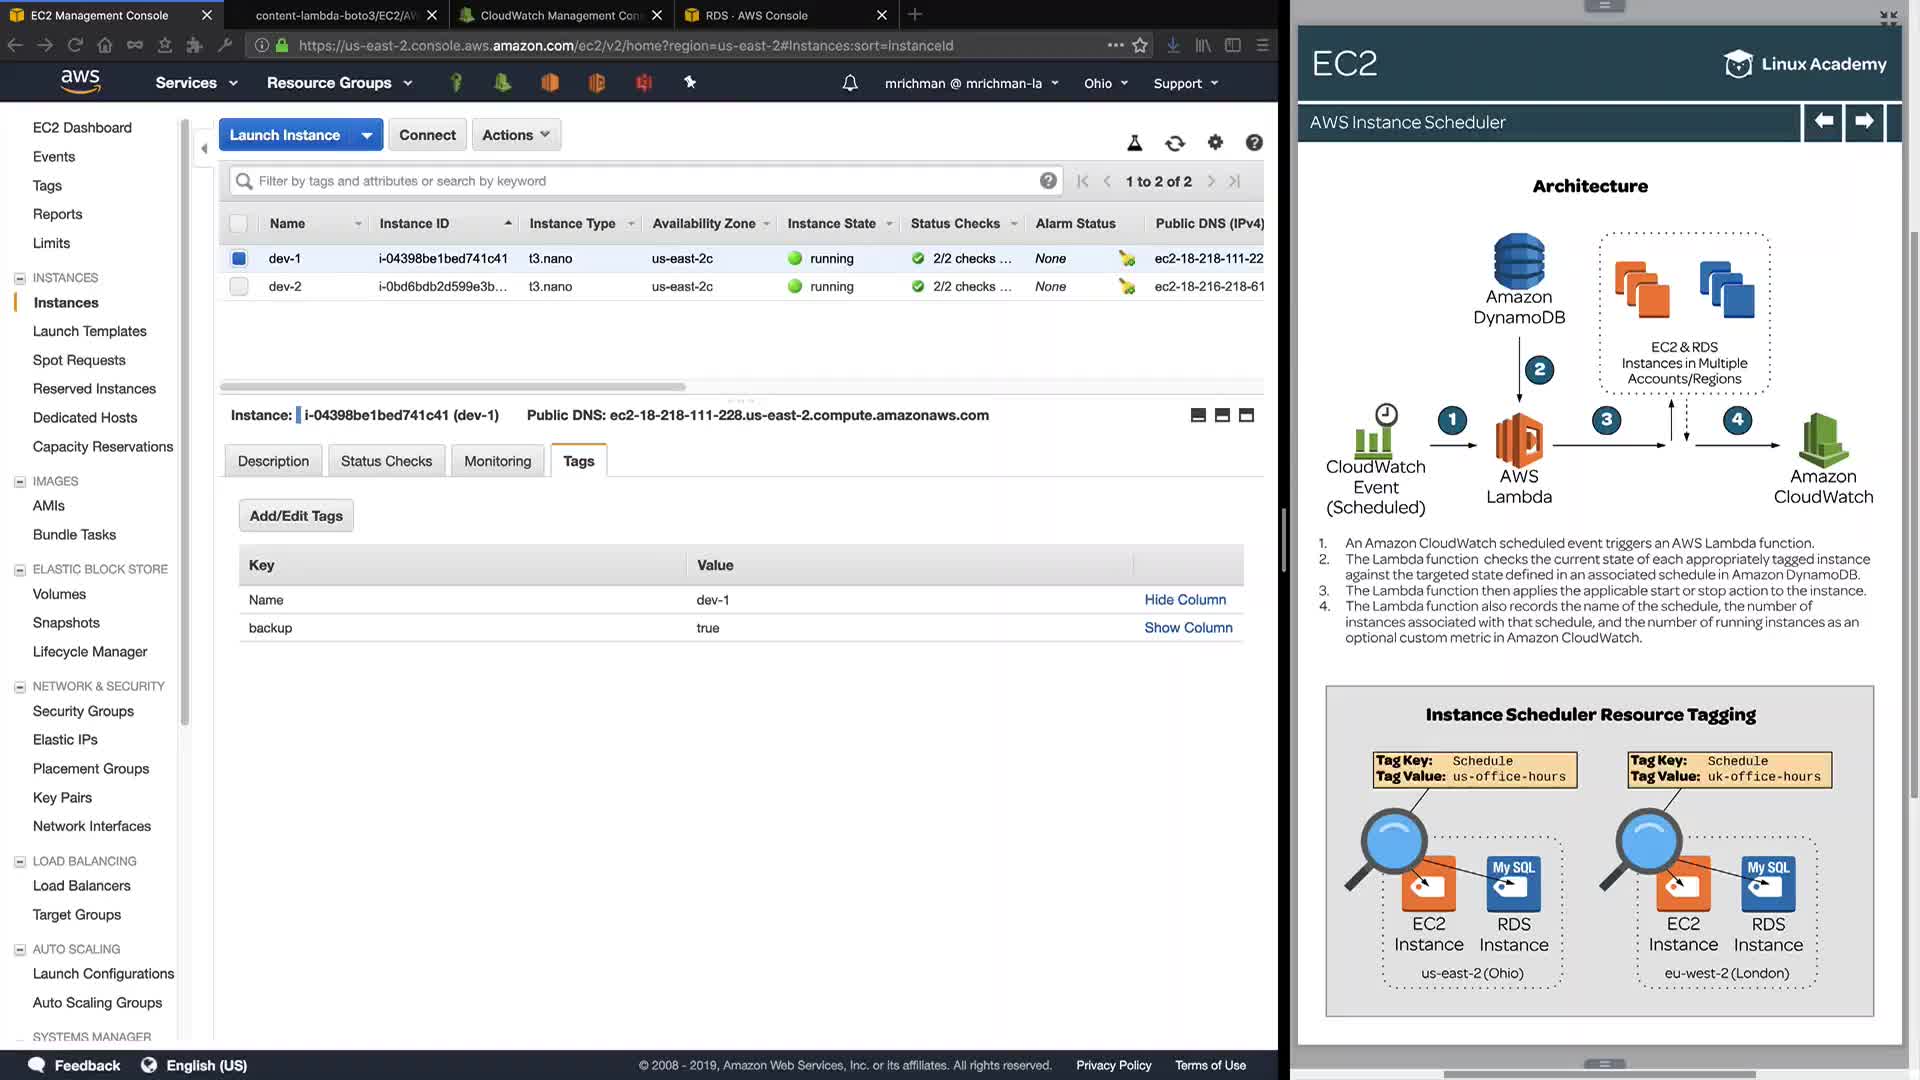 EC2 Management Console
content-lambda-boto3/EC2/AW
CloudWatch Management Con
RDS · AWS Console
https://us-east-2.console.aws.amazon.com/ec2/v2/home?region=us-east-2#Instances:sort=instanceId
aws
Services
Resource Groups
mrichman @ mrichman-la
Ohio
Support
EC2 Dashboard
Events
Tags
Reports
Limits
INSTANCES
Instances
Launch Templates
Spot Requests
Reserved Instances
Dedicated Hosts
Capacity Reservations
IMAGES
AMIs
Bundle Tasks
ELASTIC BLOCK STORE
Volumes
Snapshots
Lifecycle Manager
NETWORK & SECURITY
Security Groups
Elastic IPs
Placement Groups
Key Pairs
Network Interfaces
LOAD BALANCING
Load Balancers
Target Groups
AUTO SCALING
Launch Configurations
Auto Scaling Groups
SYSTEMS MANAGER
Launch Instance
Connect
Actions
Filter by tags and attributes or search by keyword
1 to 2 of 2
Name Instance ID Instance Type Availability Zone Instance State Status Checks Alarm Status Public DNS (IPv4)
dev-1 i-04398be1bed741c41 t3.nano us-east-2c running 2/2 checks ... None ec2-18-218-111-22
dev-2 i-0bd6bdb2d599e3b... t3.nano us-east-2c running 2/2 checks ... None ec2-18-216-218-61
Instance: i-04398be1bed741c41 (dev-1) Public DNS: ec2-18-218-111-228.us-east-2.compute.amazonaws.com
Description
Status Checks
Monitoring
Tags
Add/Edit Tags
Key Value
Name dev-1 Hide Column
backup true Show Column
Feedback
English (US)
© 2008 - 2019, Amazon Web Services, Inc. or its affiliates. All rights reserved.
Privacy Policy
Terms of Use
EC2
Linux Academy
AWS Instance Scheduler
Architecture
Amazon
DynamoDB
EC2 & RDS
Instances in Multiple
Accounts/Regions
2
1
3
4
CloudWatch
Event
(Scheduled)
AWS
Lambda
Amazon
CloudWatch
1. An Amazon CloudWatch scheduled event triggers an AWS Lambda function.
2. The Lambda function checks the current state of each appropriately tagged instance
against the targeted state defined in an associated schedule in Amazon DynamoDB.
3. The Lambda function then applies the applicable start or stop action to the instance.
4. The Lambda function also records the name of the schedule, the number of
instances associated with that schedule, and the number of running instances as an
optional custom metric in Amazon CloudWatch.
Instance Scheduler Resource Tagging
Tag Key: Schedule
Tag Value: us-office-hours
Tag Key: Schedule
Tag Value: uk-office-hours
My SQL
My SQL
EC2
Instance
RDS
Instance
EC2
Instance
RDS
Instance
us-east-2 (Ohio)
eu-west-2 (London)